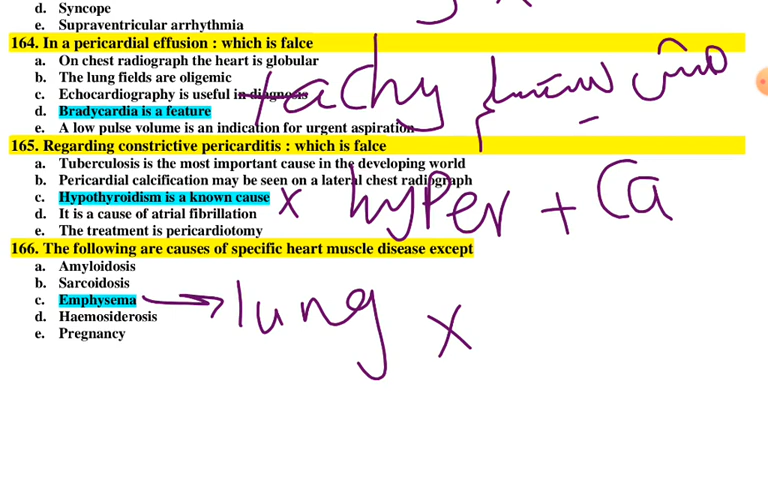 d. Syncope
e. Supraventricular arrhythmia
164. In a pericardial effusion : which is falce
a. On chest radiograph the heart is globular
b. The lung fields are oligemic
c. Echocardiography is useful in diagnosis
tachy
d. Bradycardia is a feature
e. A low pulse volume is an indication for urgent aspiration
165. Regarding constrictive pericarditis : which is falce
a. Tuberculosis is the most important cause in the developing world
b. Pericardial calcification may be seen on a lateral chest radiograph
c. Hypothyroidism is a known cause x hyper + Ca
d. It is a cause of atrial fibrillation
e. The treatment is pericardiotomy
166. The following are causes of specific heart muscle disease except
a. Amyloidosis
b. Sarcoidosis
c. Emphysema → lung x
d. Haemosiderosis
e. Pregnancy